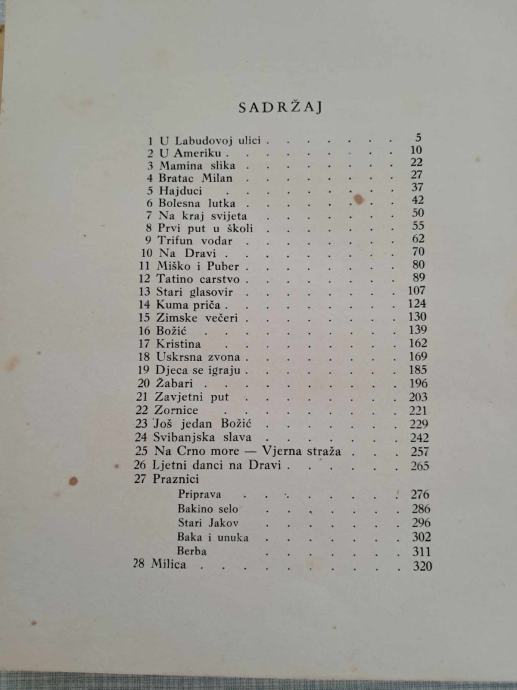 SADRŽAJ
1 U Labudovoj ulici . . . . . . . 5
2 U Ameriku . . . . . . . . 10
3 Mamina slika . . . . . . . 22
4 Bratac Milan . . . . . . . 27
5 Hajduci . . . . . . . . 37
6 Bolesna lutka . . . . . . . 42
7 Na kraj svijeta . . . . . . . 50
8 Prvi put u školi . . . . . . . 55
9 Trifun vodar . . . . . . . 62
10 Na Dravi . . . . . . . . 70
11 Miško i Puber . . . . . . . 80
12 Tatino carstvo . . . . . . . 89
13 Stari glasovir . . . . . . . 107
14 Kuma priča . . . . . . . . 124
15 Zimske večeri . . . . . . . 130
16 Božić . . . . . . . . 139
17 Kristina . . . . . . . . 162
18 Uskrsna zvona . . . . . . . 169
19 Djeca se igraju . . . . . . . 185
20 Žabari . . . . . . . . 196
21 Zavjetni put . . . . . . . 203
22 Zornice . . . . . . . . 221
23 Još jedan Božić . . . . . . 229
24 Svibanjska slava . . . . . . 242
25 Na Crno more — Vjerna straža . . . 257
26 Ljetni danci na Dravi . . . . . 265
27 Praznici
Priprava . . . . . . . 276
Bakino selo . . . . . . 286
Stari Jakov . . . . . . 296
Baka i unuka . . . . . . 302
Berba . . . . . . . 311
28 Milica . . . . . . . . 320